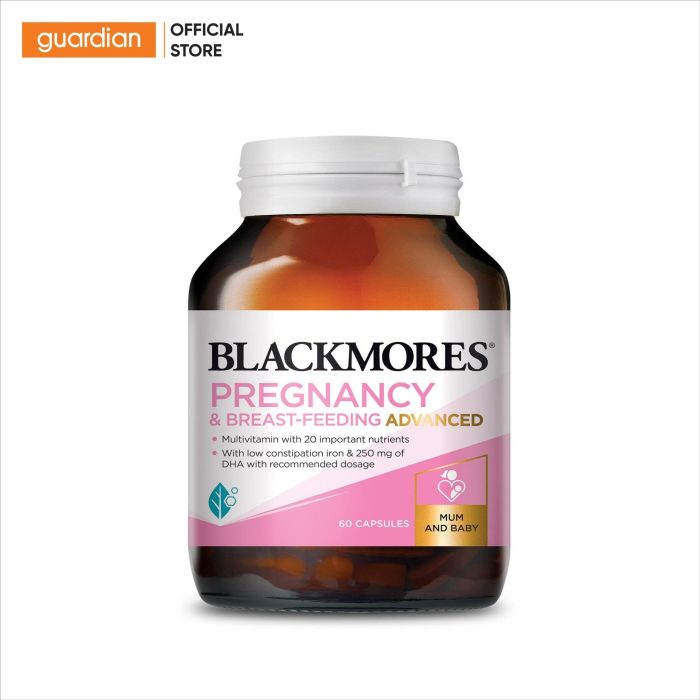 guardian
OFFICIAL
STORE
BLACKMORES®
PREGNANCY
& BREAST-FEEDING ADVANCED
• Multivitamin with 20 important nutrients
• With low constipation iron & 250 mg of
DHA with recommended dosage
60 CAPSULES
MUM
AND BABY